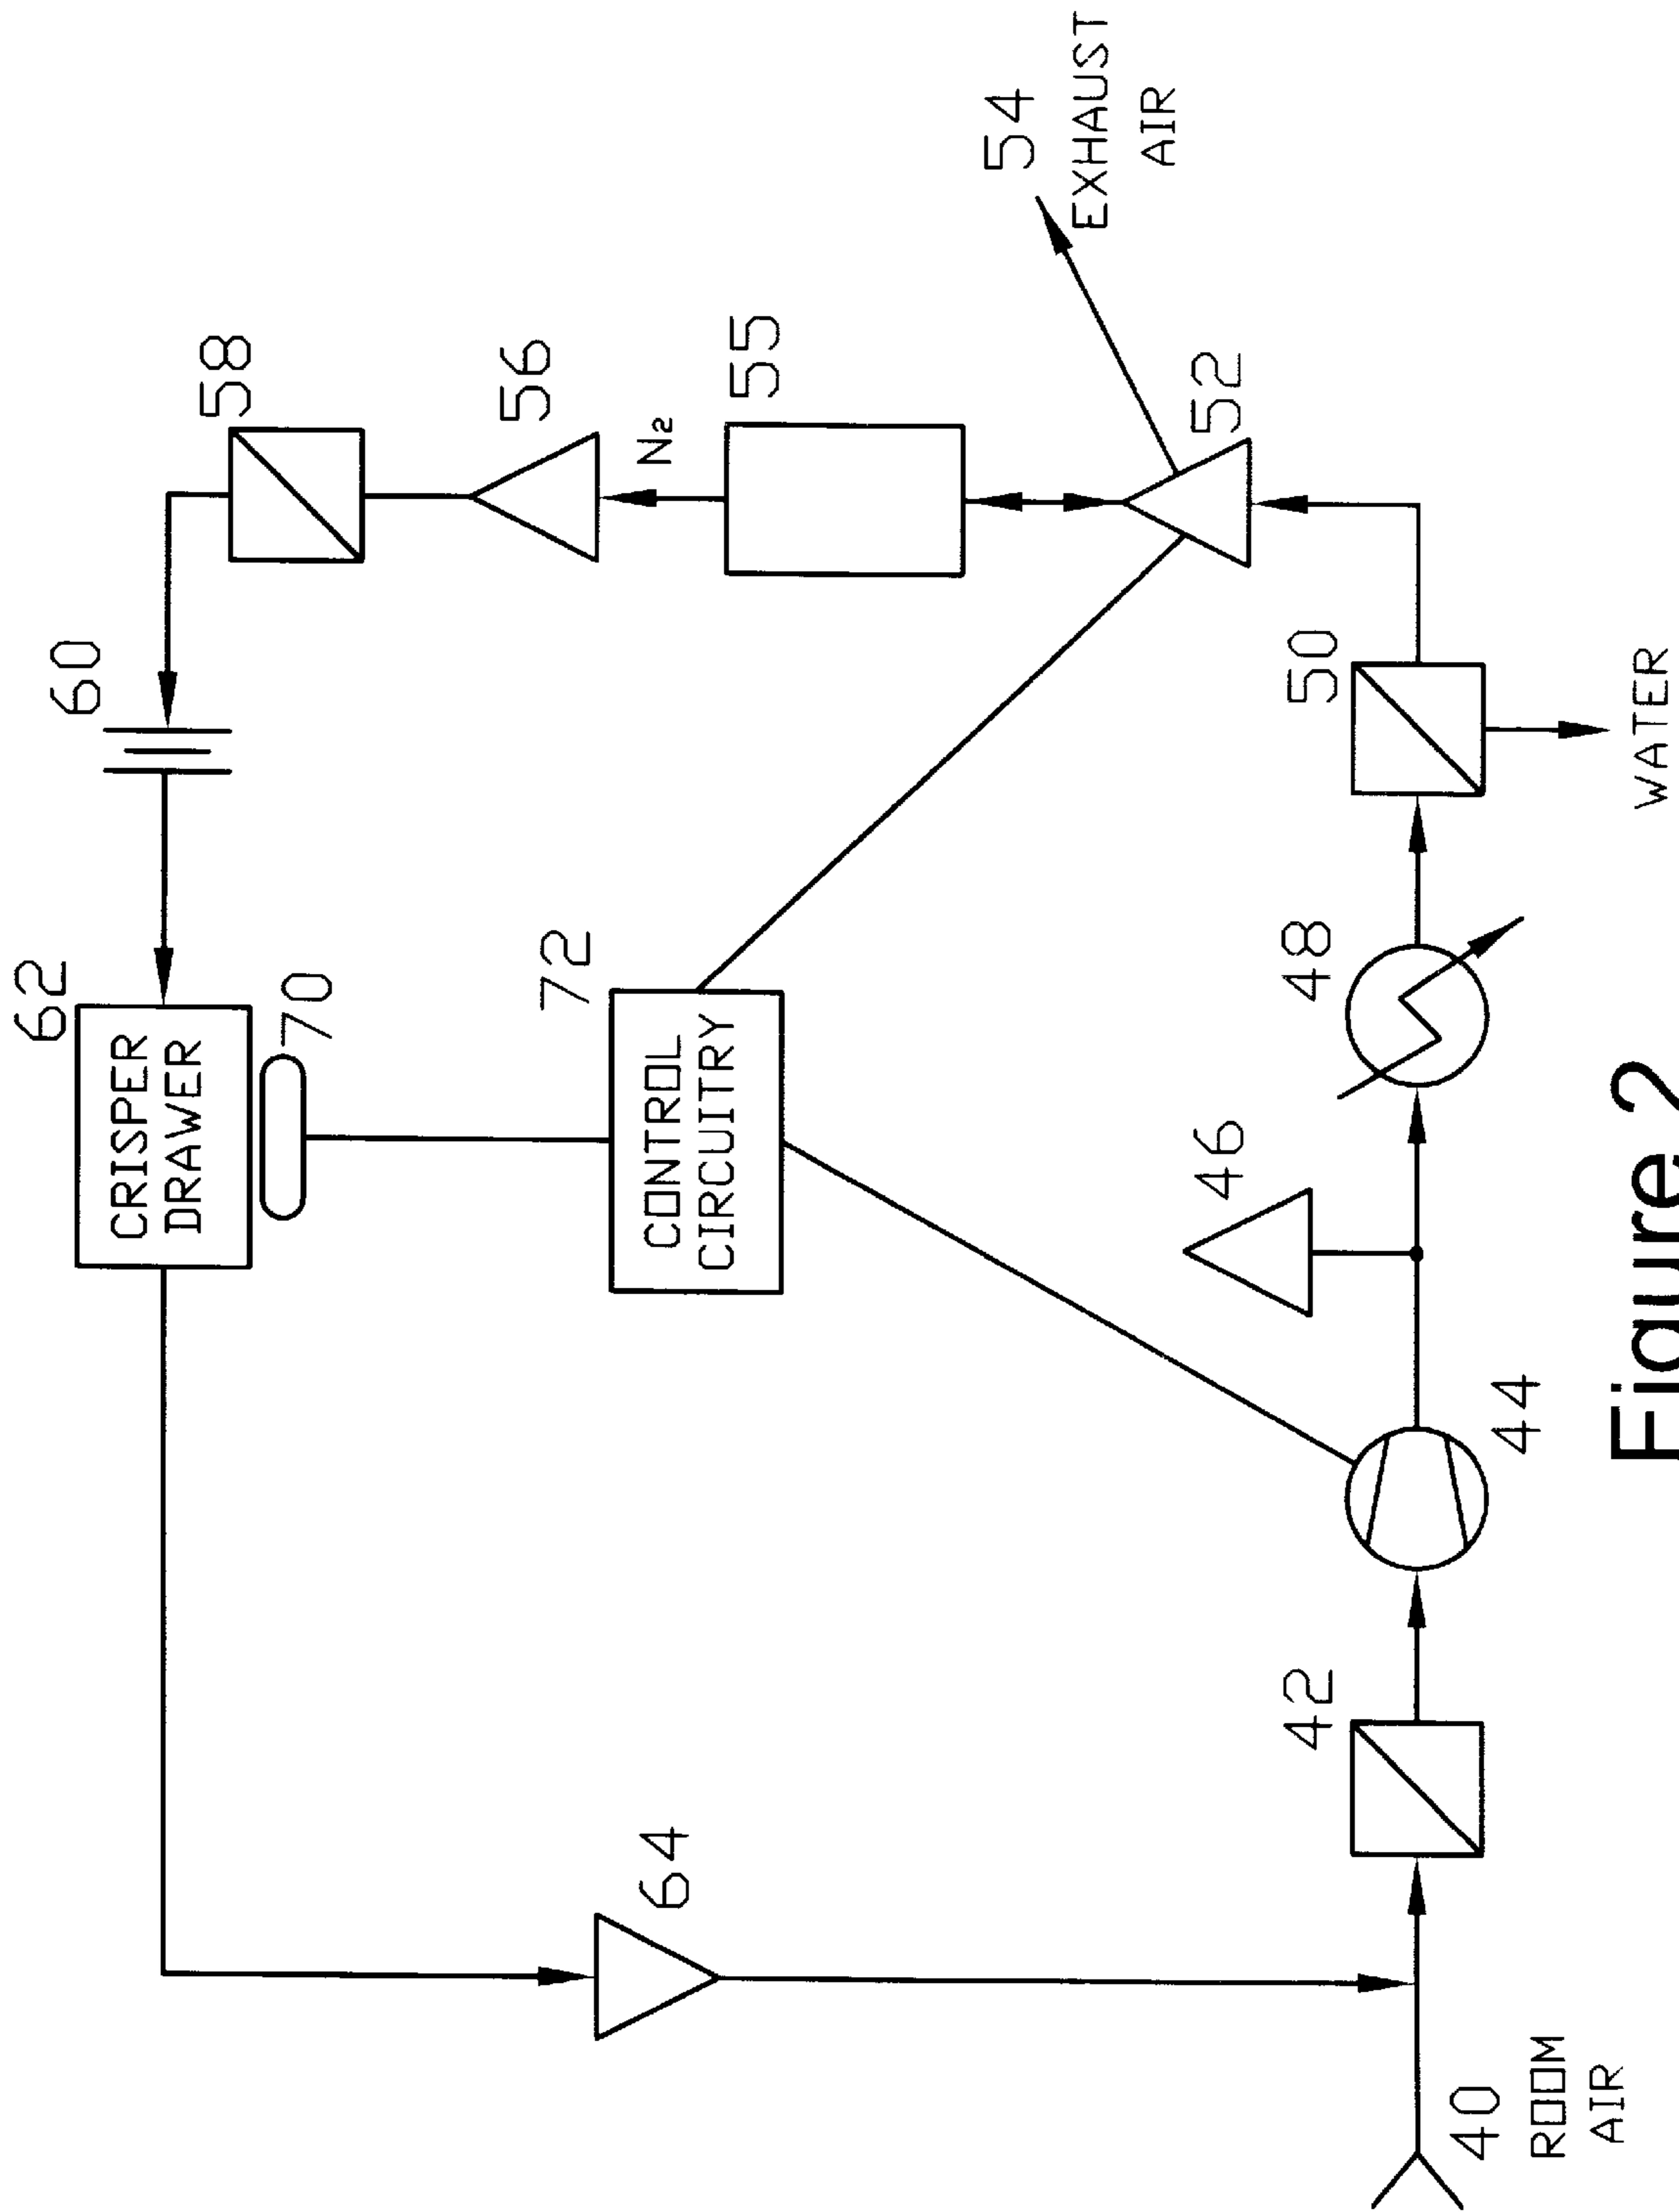 62
CRISPER
DRAWER
70
60
58
56
N₂
55
72
CONTROL
CIRCUITRY
64
54
EXHAUST
AIR
52
46
40
ROOM
AIR
42
44
48
50
WATER
Figure 2